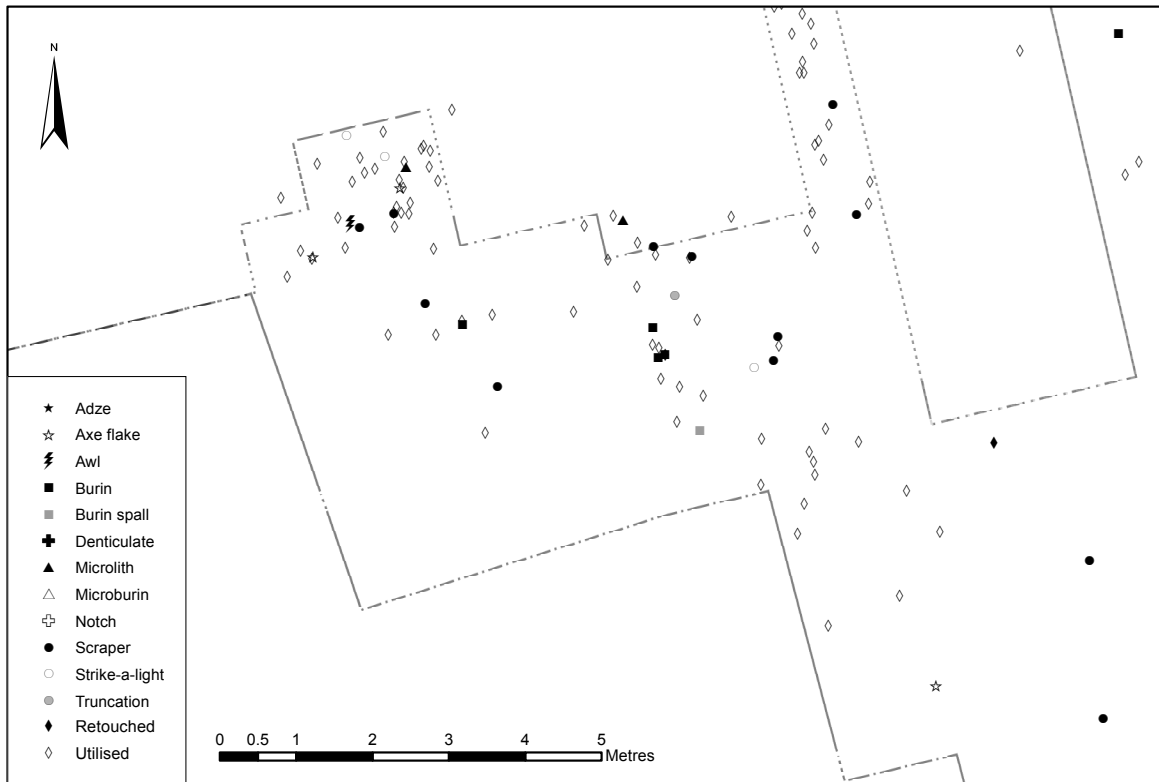 N
Adze
Axe flake
Awl
Burin
Burin spall
Denticulate
Microlith
Microburin
Notch
Scraper
Strike-a-light
Truncation
Retouched
Utilised
0 0.5 1 2 3 4 5
Metres